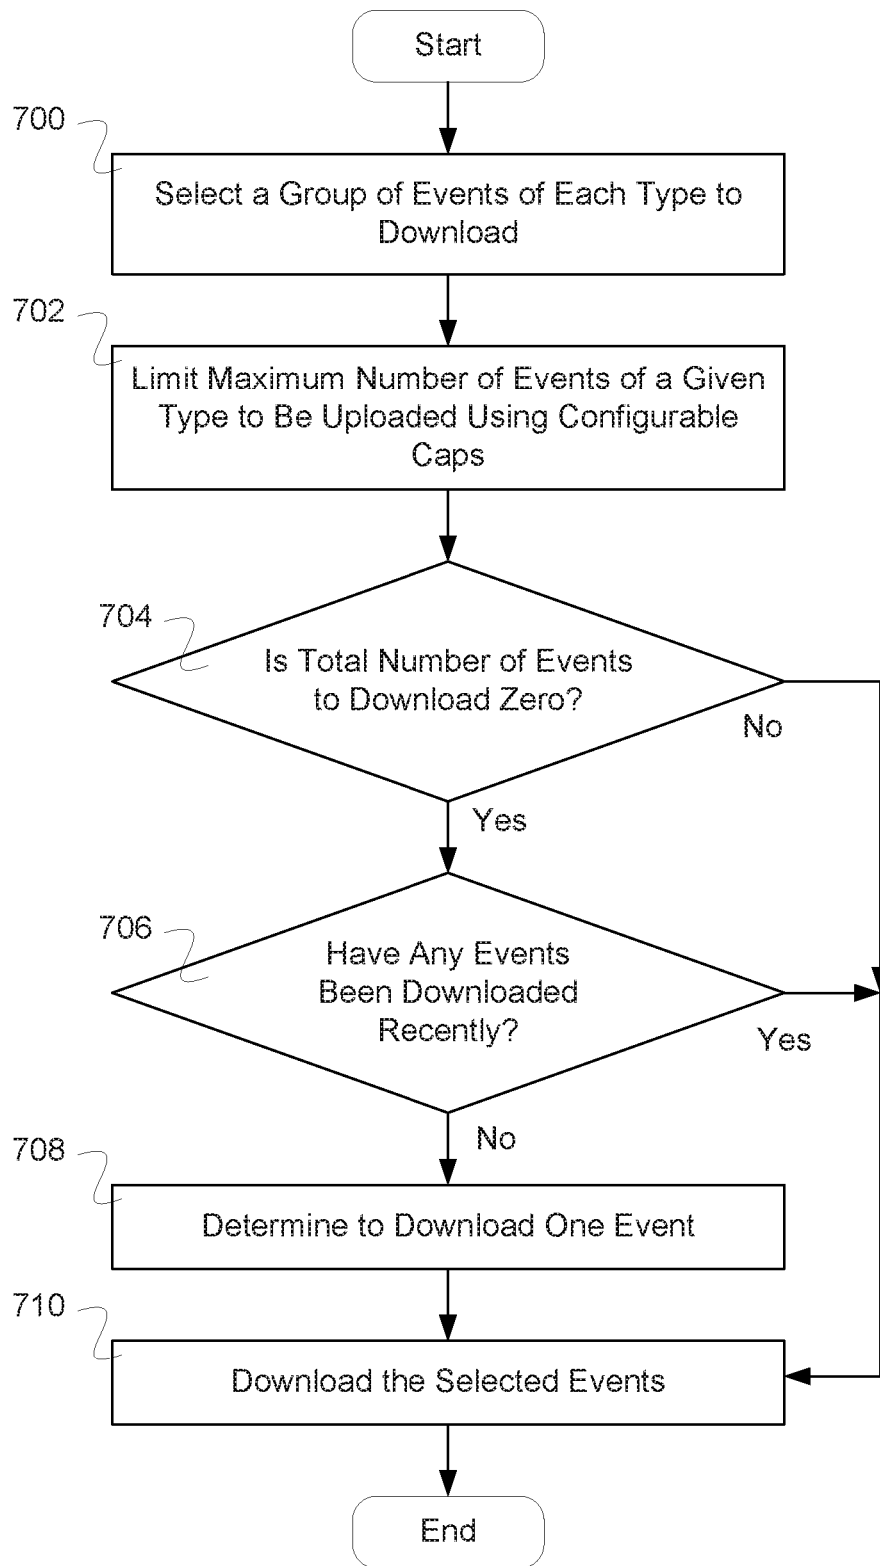 Start
700
Select a Group of Events of Each Type to
Download
702
Limit Maximum Number of Events of a Given
Type to Be Uploaded Using Configurable
Caps
704
Is Total Number of Events
to Download Zero?
No
Yes
706
Have Any Events
Been Downloaded
Recently?
Yes
No
708
Determine to Download One Event
710
Download the Selected Events
End